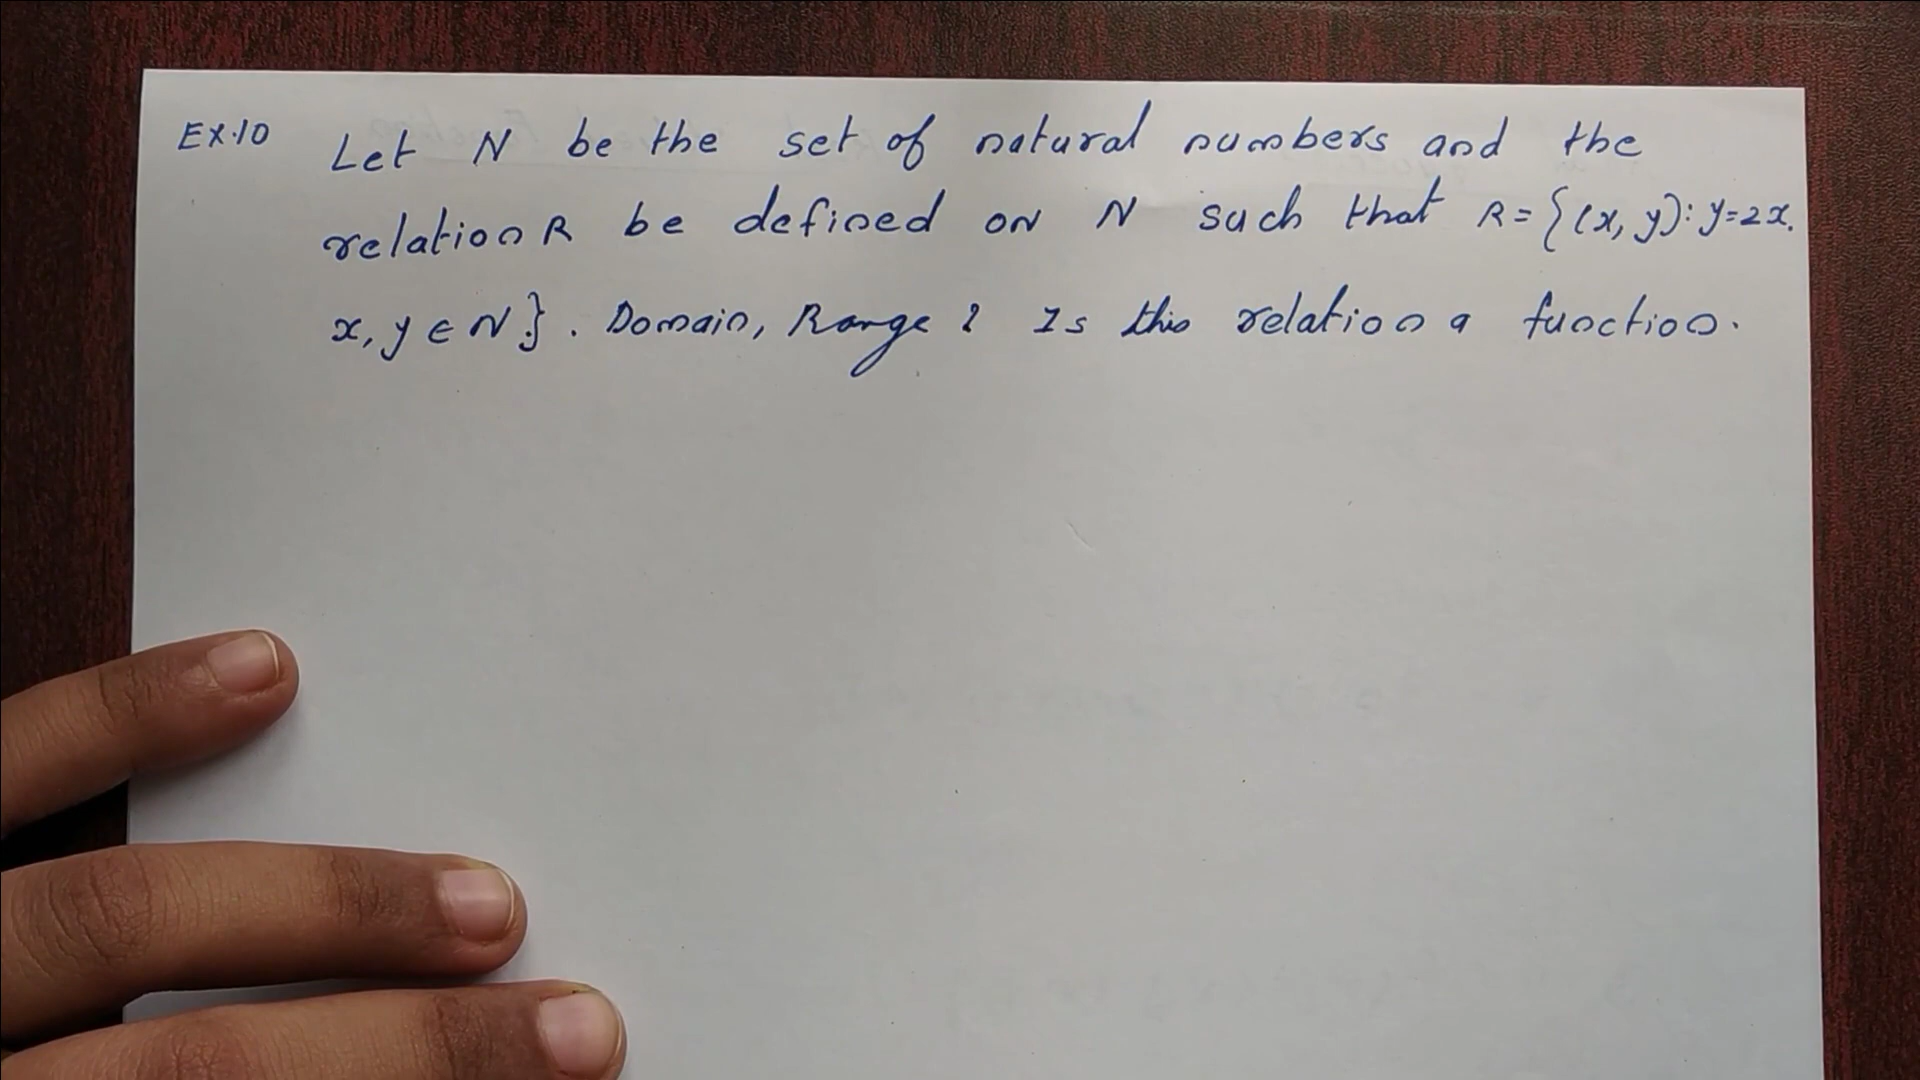 Ex.10 Let N be the set of natural numbers and the
relation R be defined on N such that R = {(x, y): y=2x.
x, y ∈ N.}. Domain, Range ? Is this relation a function.